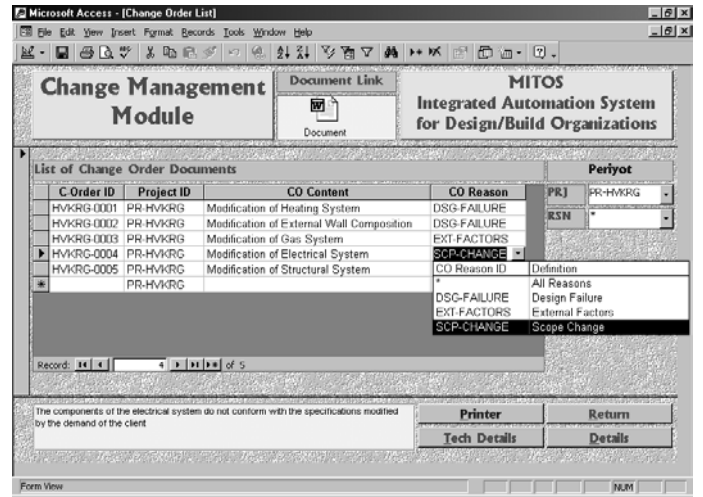 Microsoft Access - [Change Order List]
File Edit View Insert Format Records Tools Window Help
Change Management
Module
Document Link
Document
MITOS
Integrated Automation System
for Design/Build Organizations
List of Change Order Documents
Periyot
C-Order ID Project ID CO Content CO Reason
PRJ PR-HVKRG
RSN *
HVKRG-0001 PR-HVKRG Modification of Heating System DSG-FAILURE
HVKRG-0002 PR-HVKRG Modification of External Wall Composition DSG-FAILURE
HVKRG-0003 PR-HVKRG Modification of Gas System EXT-FACTORS
HVKRG-0004 PR-HVKRG Modification of Electrical System SCP-CHANGE
HVKRG-0005 PR-HVKRG Modification of Structural System
PR-HVKRG
CO Reason ID Definition
* All Reasons
DSG-FAILURE Design Failure
EXT-FACTORS External Factors
SCP-CHANGE Scope Change
Record: 4 of 5
The components of the electrical system do not conform with the specifications modified
by the demand of the client
Printer Return
Tech Details Details
Form View NUM